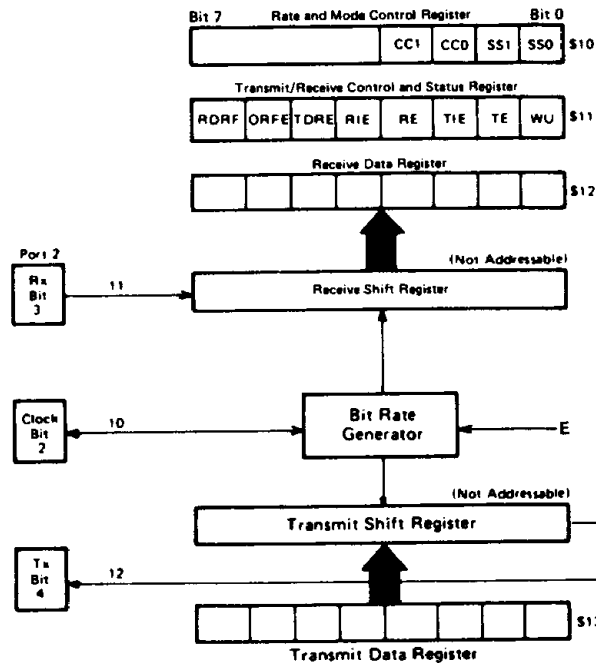 Bit 7 Rate and Mode Control Register Bit 0
CC1 CC0 SS1 SS0 $10
Transmit/Receive Control and Status Register
RDRF ORFE TDRE RIE RE TIE TE WU $11
Receive Data Register
$12
Port 2
(Not Addressable)
Rx
Bit
3
11
Receive Shift Register
Clock
Bit
2
10
Bit Rate
Generator
E
(Not Addressable)
Transmit Shift Register
Tx
Bit
4
12
Transmit Data Register